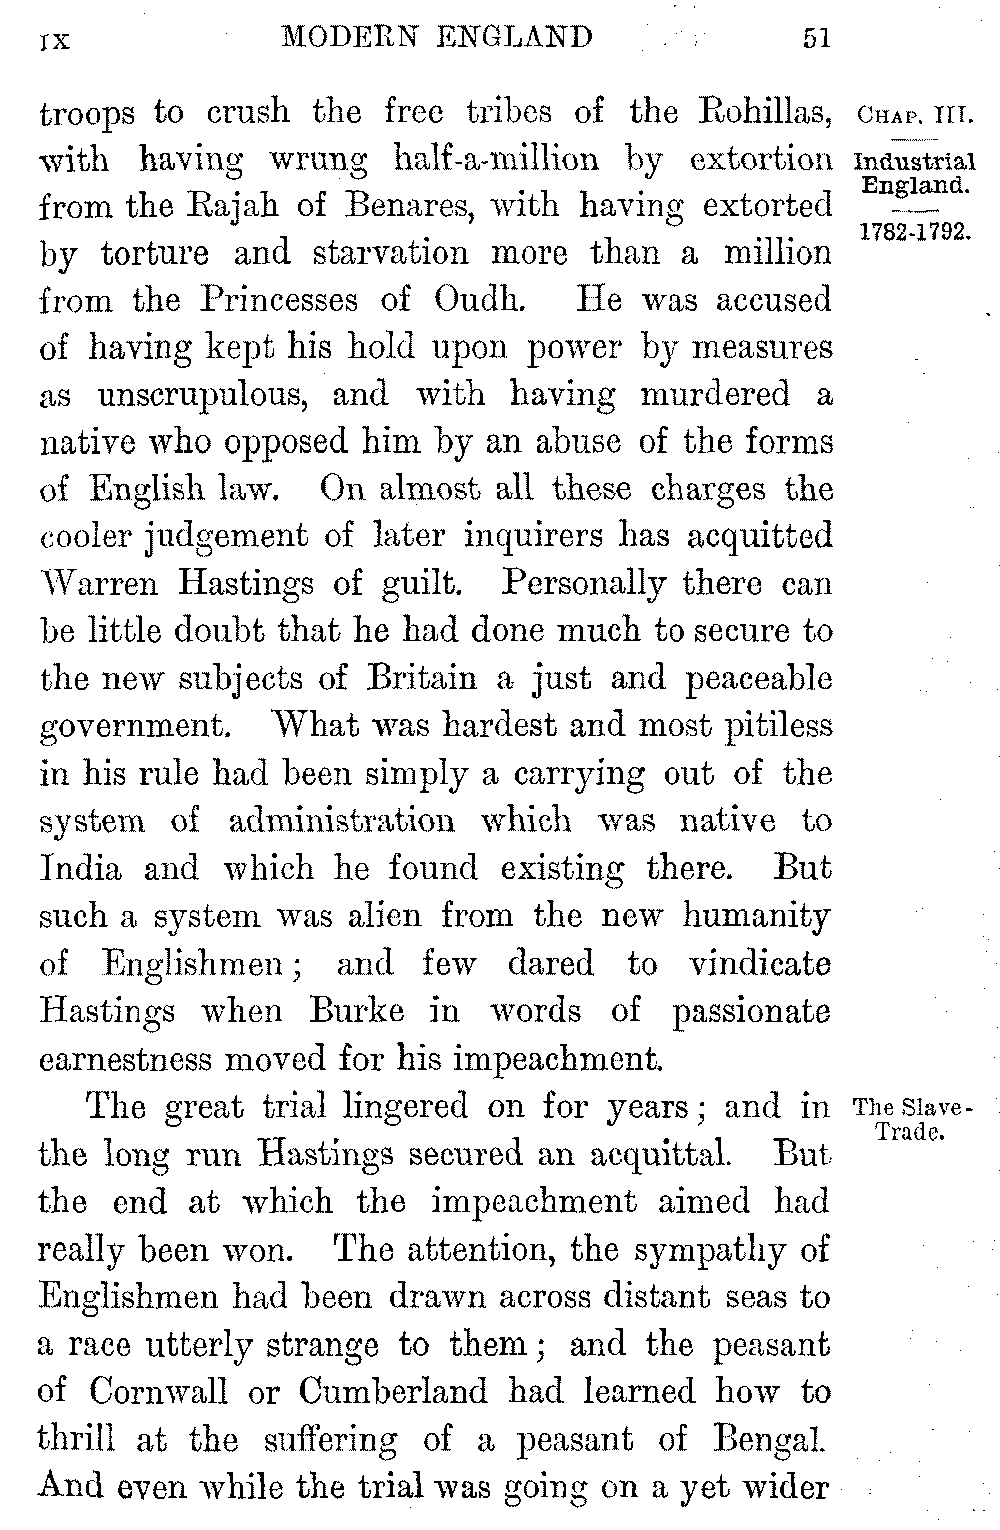 IX MODERN ENGLAND 51
troops to crush the free tribes of the Rohillas,
with having wrung half-a-million by extortion
from the Rajah of Benares, with having extorted
by torture and starvation more than a million
from the Princesses of Oudh. He was accused
of having kept his hold upon power by measures
as unscrupulous, and with having murdered a
native who opposed him by an abuse of the forms
of English law. On almost all these charges the
cooler judgement of later inquirers has acquitted
Warren Hastings of guilt. Personally there can
be little doubt that he had done much to secure to
the new subjects of Britain a just and peaceable
government. What was hardest and most pitiless
in his rule had been simply a carrying out of the
system of administration which was native to
India and which he found existing there. But
such a system was alien from the new humanity
of Englishmen; and few dared to vindicate
Hastings when Burke in words of passionate
earnestness moved for his impeachment.
The great trial lingered on for years; and in
the long run Hastings secured an acquittal. But
the end at which the impeachment aimed had
really been won. The attention, the sympathy of
Englishmen had been drawn across distant seas to
a race utterly strange to them; and the peasant
of Cornwall or Cumberland had learned how to
thrill at the suffering of a peasant of Bengal.
And even while the trial was going on a yet wider
CHAP. III.
Industrial
England.
1782-1792.
The Slave-
Trade.